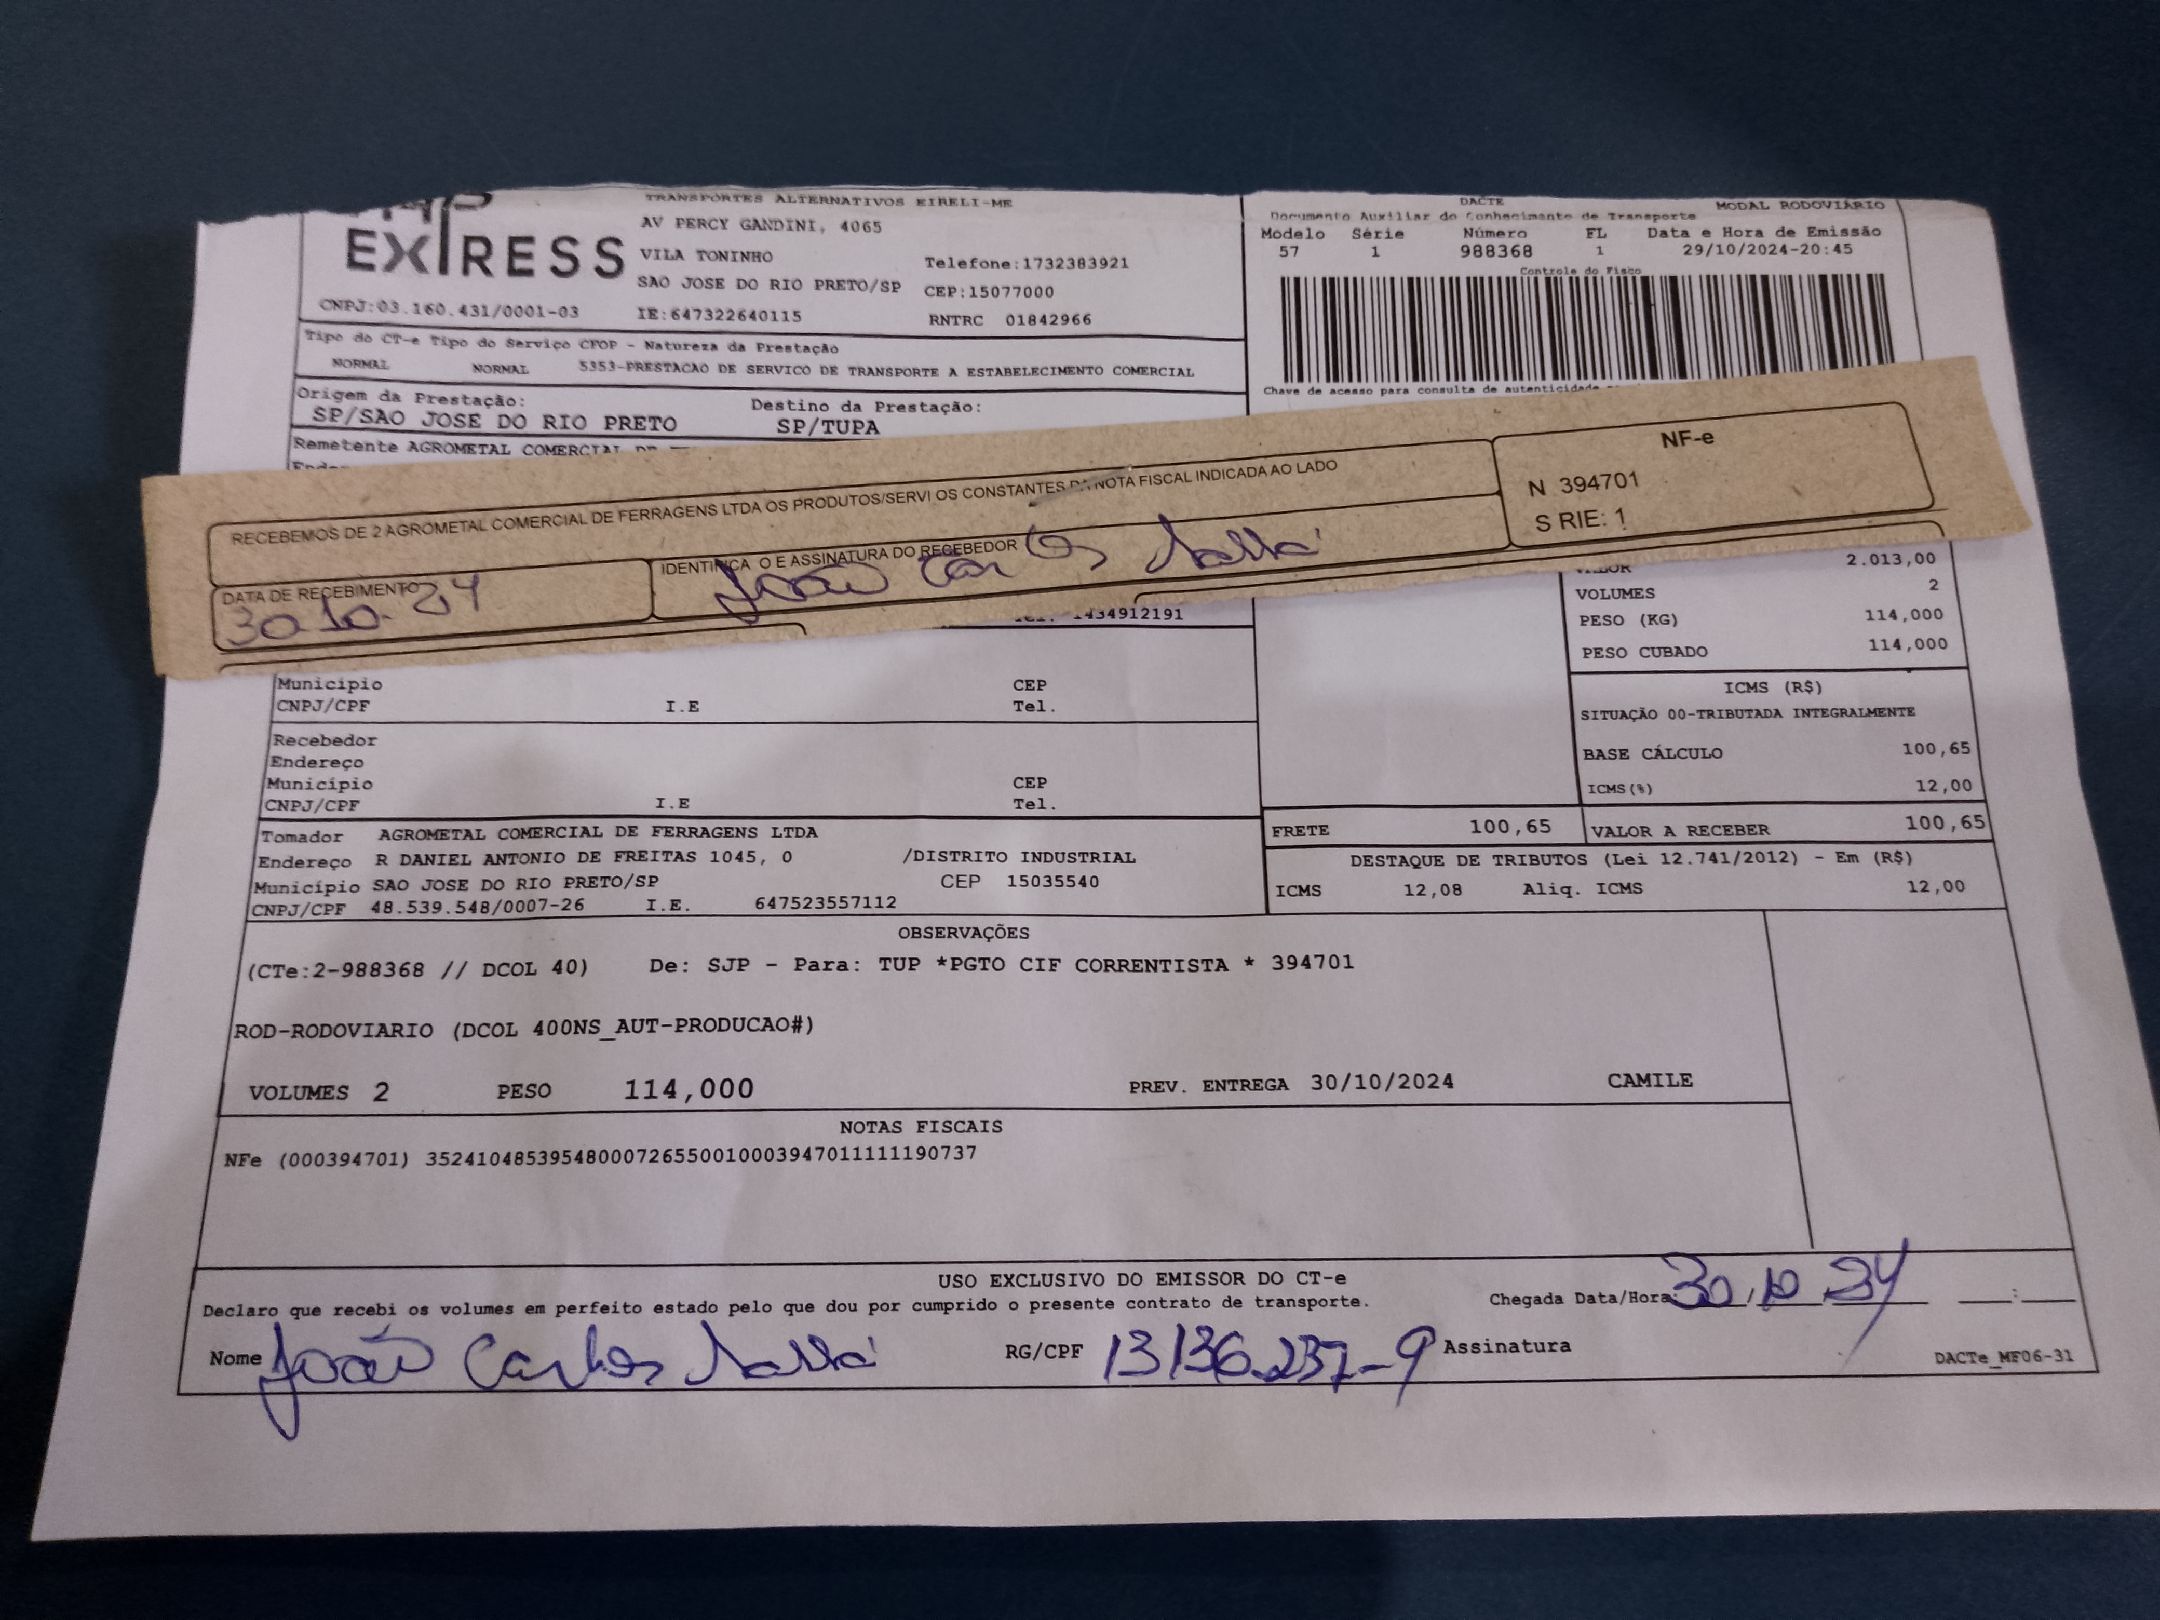 EXPRESS
TRANSPORTES ALTERNATIVOS EIRELI-ME
AV PERCY GANDINI, 4065
VILA TONINHO
Telefone:1732383921
SAO JOSE DO RIO PRETO/SP CEP:15077000
CNPJ:03.160.431/0001-03 IE:647322640115 RNTRC 01842966
DACTE MODAL RODOVIÁRIO
Documento Auxiliar do Conhecimento de Transporte
Modelo Série Número FL Data e Hora de Emissão
57 1 988368 1 29/10/2024-20:45
Controle do Fisco
Chave de acesso para consulta de autenticidade
Tipo do CT-e Tipo do Serviço CFOP - Natureza da Prestação
NORMAL NORMAL 5353-PRESTACAO DE SERVICO DE TRANSPORTE A ESTABELECIMENTO COMERCIAL
Origem da Prestação: Destino da Prestação:
SP/SAO JOSE DO RIO PRETO SP/TUPA
Remetente AGROMETAL COMERCIAL DE
RECEBEMOS DE 2 AGROMETAL COMERCIAL DE FERRAGENS LTDA OS PRODUTOS/SERVI OS CONSTANTES DA NOTA FISCAL INDICADA AO LADO
NF-e
N 394701
S RIE: 1
DATA DE RECEBIMENTO IDENTIFICA O E ASSINATURA DO RECEBEDOR
30.10.24 João Carlos
1434912191
VALOR 2.013,00
VOLUMES 2
PESO (KG) 114,000
PESO CUBADO 114,000
Município CEP
CNPJ/CPF I.E Tel.
Recebedor
Endereço
Município CEP
CNPJ/CPF I.E Tel.
ICMS (R$)
SITUAÇÃO 00-TRIBUTADA INTEGRALMENTE
BASE CÁLCULO 100,65
ICMS(%) 12,00
Tomador AGROMETAL COMERCIAL DE FERRAGENS LTDA
Endereço R DANIEL ANTONIO DE FREITAS 1045, 0 /DISTRITO INDUSTRIAL
Município SAO JOSE DO RIO PRETO/SP CEP 15035540
CNPJ/CPF 48.539.548/0007-26 I.E. 647523557112
FRETE 100,65 VALOR A RECEBER 100,65
DESTAQUE DE TRIBUTOS (Lei 12.741/2012) - Em (R$)
ICMS 12,08 Aliq. ICMS 12,00
OBSERVAÇÕES
(CTe:2-988368 // DCOL 40) De: SJP - Para: TUP *PGTO CIF CORRENTISTA * 394701
ROD-RODOVIARIO (DCOL 400NS_AUT-PRODUCAO#)
VOLUMES 2 PESO 114,000 PREV. ENTREGA 30/10/2024 CAMILE
NOTAS FISCAIS
NFe (000394701) 35241048539548000726550010003947011111190737
USO EXCLUSIVO DO EMISSOR DO CT-e
Declaro que recebi os volumes em perfeito estado pelo que dou por cumprido o presente contrato de transporte. Chegada Data/Hora: 30/10 24
Nome João Carlos RG/CPF 13136.237-9 Assinatura
DACTe_MF06-31